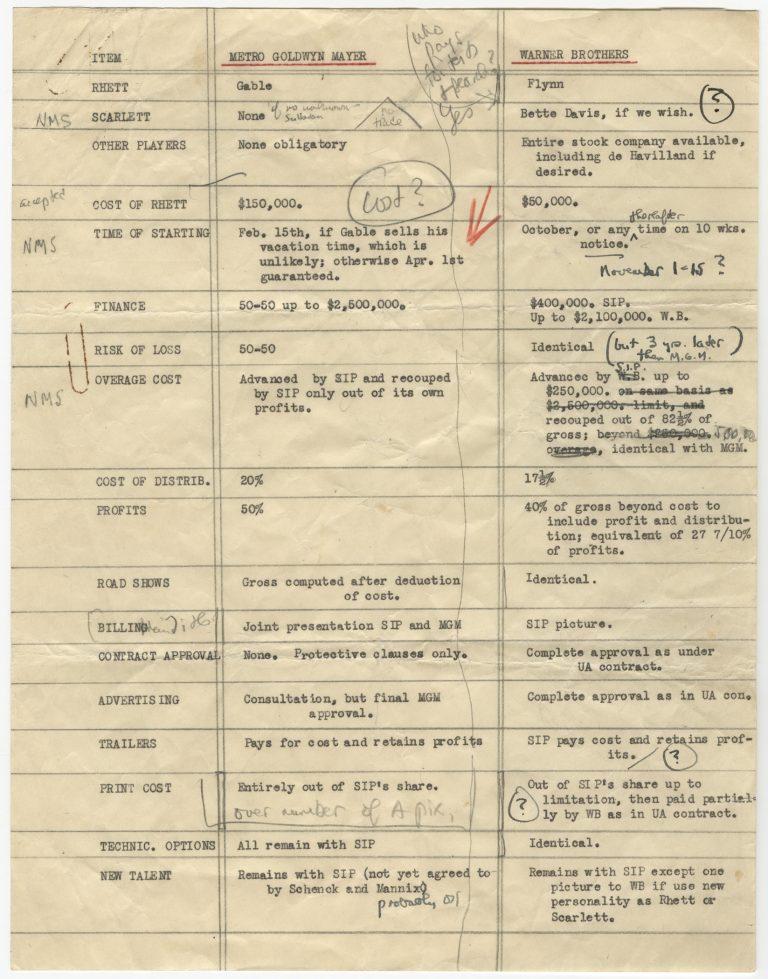 ITEM METRO GOLDWYN MAYER WARNER BROTHERS
who
pays
for tests
Yes
RHETT Gable Flynn
NMS SCARLETT None if no unknown Bette Davis, if we wish. ?
no
trace
OTHER PLAYERS None obligatory Entire stock company available,
including de Havilland if
desired.
accepted COST OF RHETT $150,000. cost? $50,000.
thereafter
NMS TIME OF STARTING Feb. 15th, if Gable sells his October, or any time on 10 wks.
vacation time, which is notice.
unlikely; otherwise Apr. 1st November 1-15 ?
guaranteed.
FINANCE 50-50 up to $2,500,000. $400,000. SIP.
Up to $2,100,000. W.B.
RISK OF LOSS 50-50 Identical (but 3 yrs. later
than M.G.M.)
S.I.P.
NMS OVERAGE COST Advanced by SIP and recouped Advanced by W.B. up to
by SIP only out of its own $250,000. on same basis as
profits. $2,500,000. limit, and
recouped out of 82½% of
gross; beyond $250,000.
overage, identical with MGM.
COST OF DISTRIB. 20% 17½%
PROFITS 50% 40% of gross beyond cost to
include profit and distribu-
tion; equivalent of 27 7/10%
of profits.
ROAD SHOWS Gross computed after deduction Identical.
of cost.
BILLING Joint presentation SIP and MGM SIP picture.
CONTRACT APPROVAL None. Protective clauses only. Complete approval as under
UA contract.
ADVERTISING Consultation, but final MGM Complete approval as in UA con.
approval.
TRAILERS Pays for cost and retains profits SIP pays cost and retains prof-
its. ?
PRINT COST Entirely out of SIP's share. Out of SIP's share up to
over number of A pix. ? limitation, then paid partial-
ly by WB as in UA contract.
TECHNIC. OPTIONS All remain with SIP Identical.
NEW TALENT Remains with SIP (not yet agreed to Remains with SIP except one
by Schenck and Mannix) picture to WB if use new
probably personality as Rhett or
Scarlett.